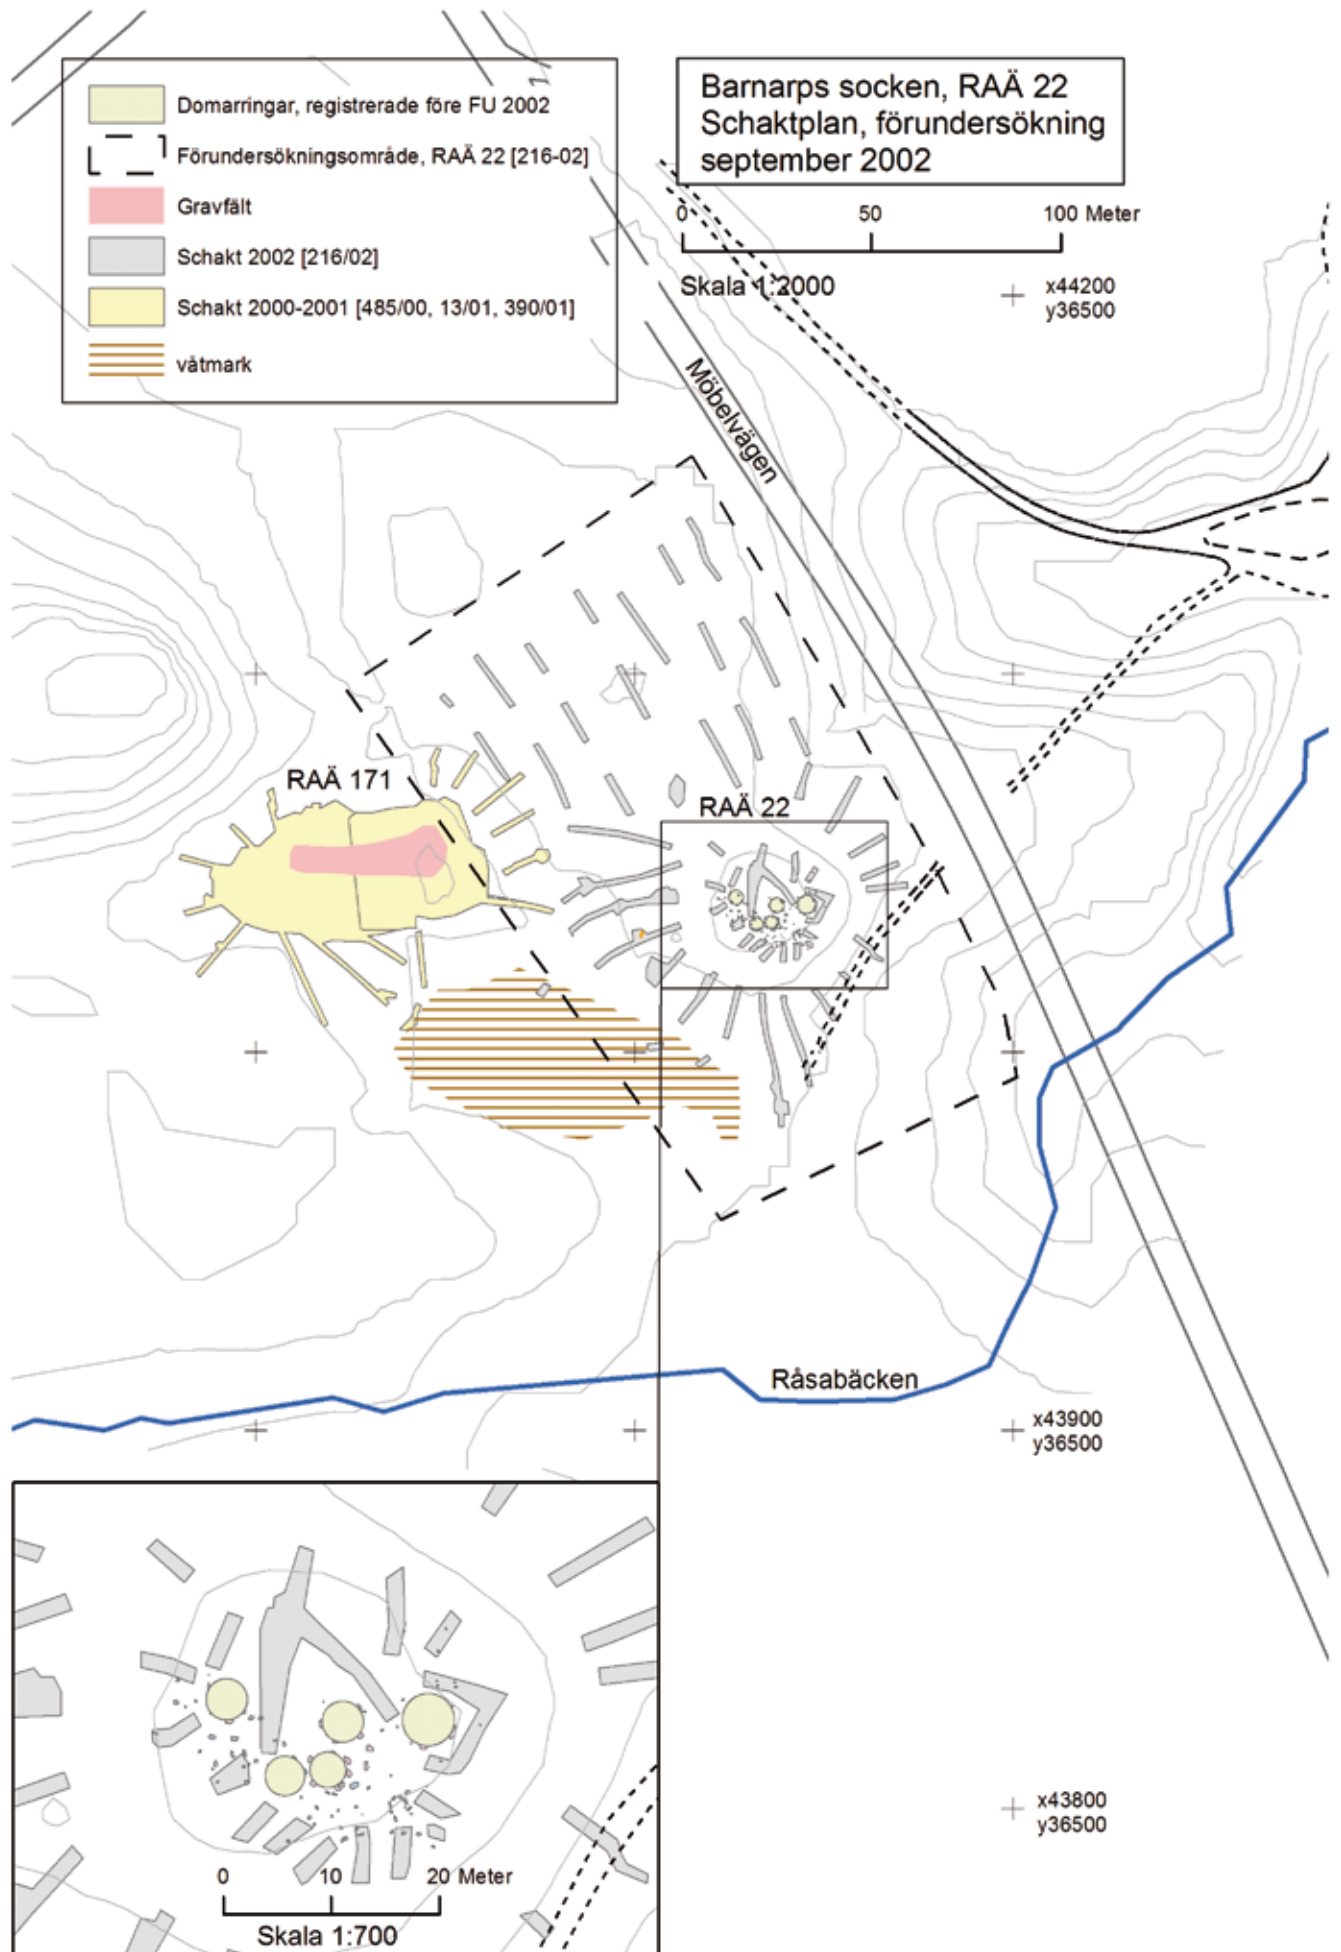 Domarringar, registrerade före FU 2002
Förundersökningsområde, RAÄ 22 [216-02]
Gravfält
Schakt 2002 [216/02]
Schakt 2000-2001 [485/00, 13/01, 390/01]
våtmark
Barnarps socken, RAÄ 22
Schaktplan, förundersökning
september 2002
0 50 100 Meter
Skala 1:2000
x44200
y36500
Möbelvägen
RAÄ 171
RAÄ 22
Råsabäcken
x43900
y36500
x43800
y36500
0 10 20 Meter
Skala 1:700